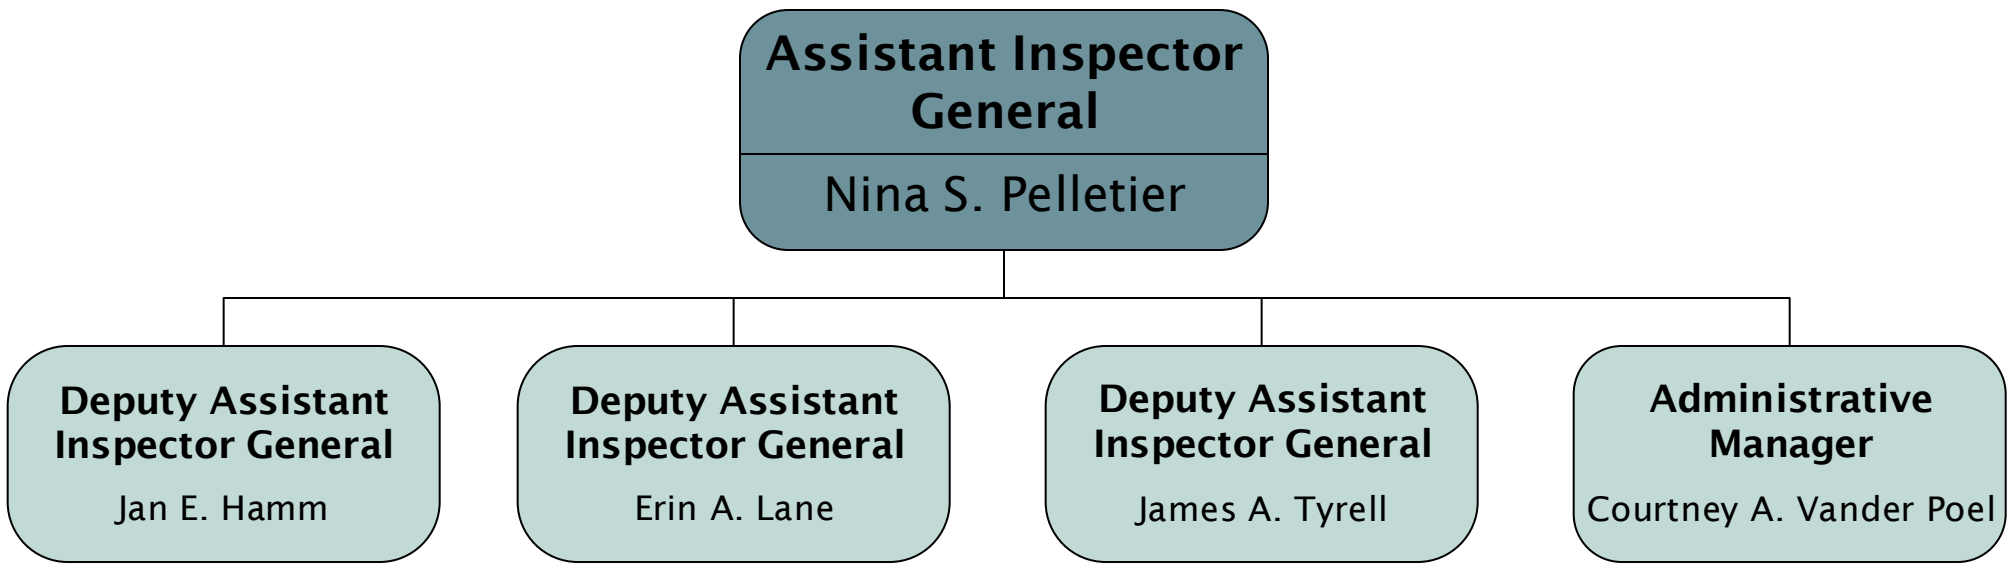 Assistant Inspector
General
Nina S. Pelletier
Deputy Assistant
Inspector General
Jan E. Hamm
Deputy Assistant
Inspector General
Erin A. Lane
Deputy Assistant
Inspector General
James A. Tyrell
Administrative
Manager
Courtney A. Vander Poel